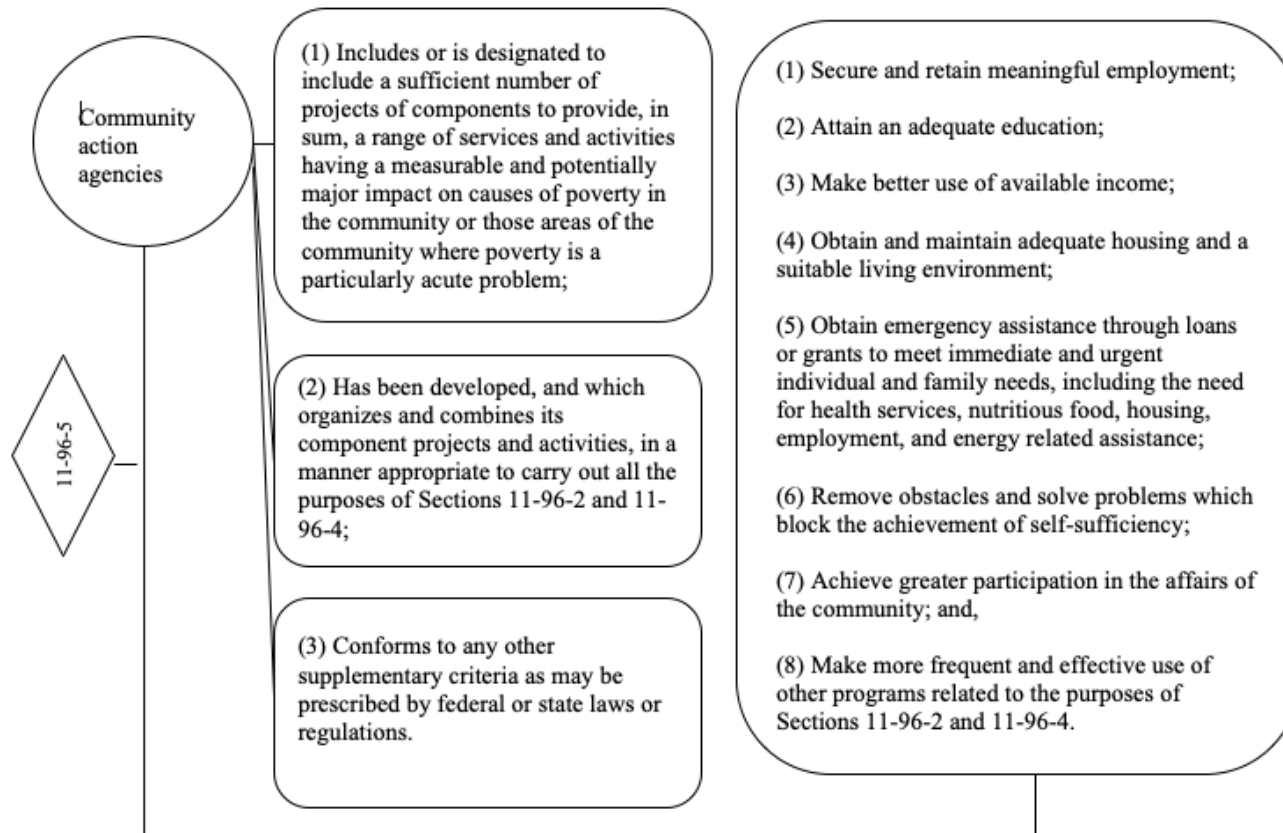 Community
action
agencies
11-96-5
(1) Includes or is designated to
include a sufficient number of
projects of components to provide, in
sum, a range of services and activities
having a measurable and potentially
major impact on causes of poverty in
the community or those areas of the
community where poverty is a
particularly acute problem;
(2) Has been developed, and which
organizes and combines its
component projects and activities, in a
manner appropriate to carry out all the
purposes of Sections 11-96-2 and 11-
96-4;
(3) Conforms to any other
supplementary criteria as may be
prescribed by federal or state laws or
regulations.
(1) Secure and retain meaningful employment;
(2) Attain an adequate education;
(3) Make better use of available income;
(4) Obtain and maintain adequate housing and a
suitable living environment;
(5) Obtain emergency assistance through loans
or grants to meet immediate and urgent
individual and family needs, including the need
for health services, nutritious food, housing,
employment, and energy related assistance;
(6) Remove obstacles and solve problems which
block the achievement of self-sufficiency;
(7) Achieve greater participation in the affairs of
the community; and,
(8) Make more frequent and effective use of
other programs related to the purposes of
Sections 11-96-2 and 11-96-4.